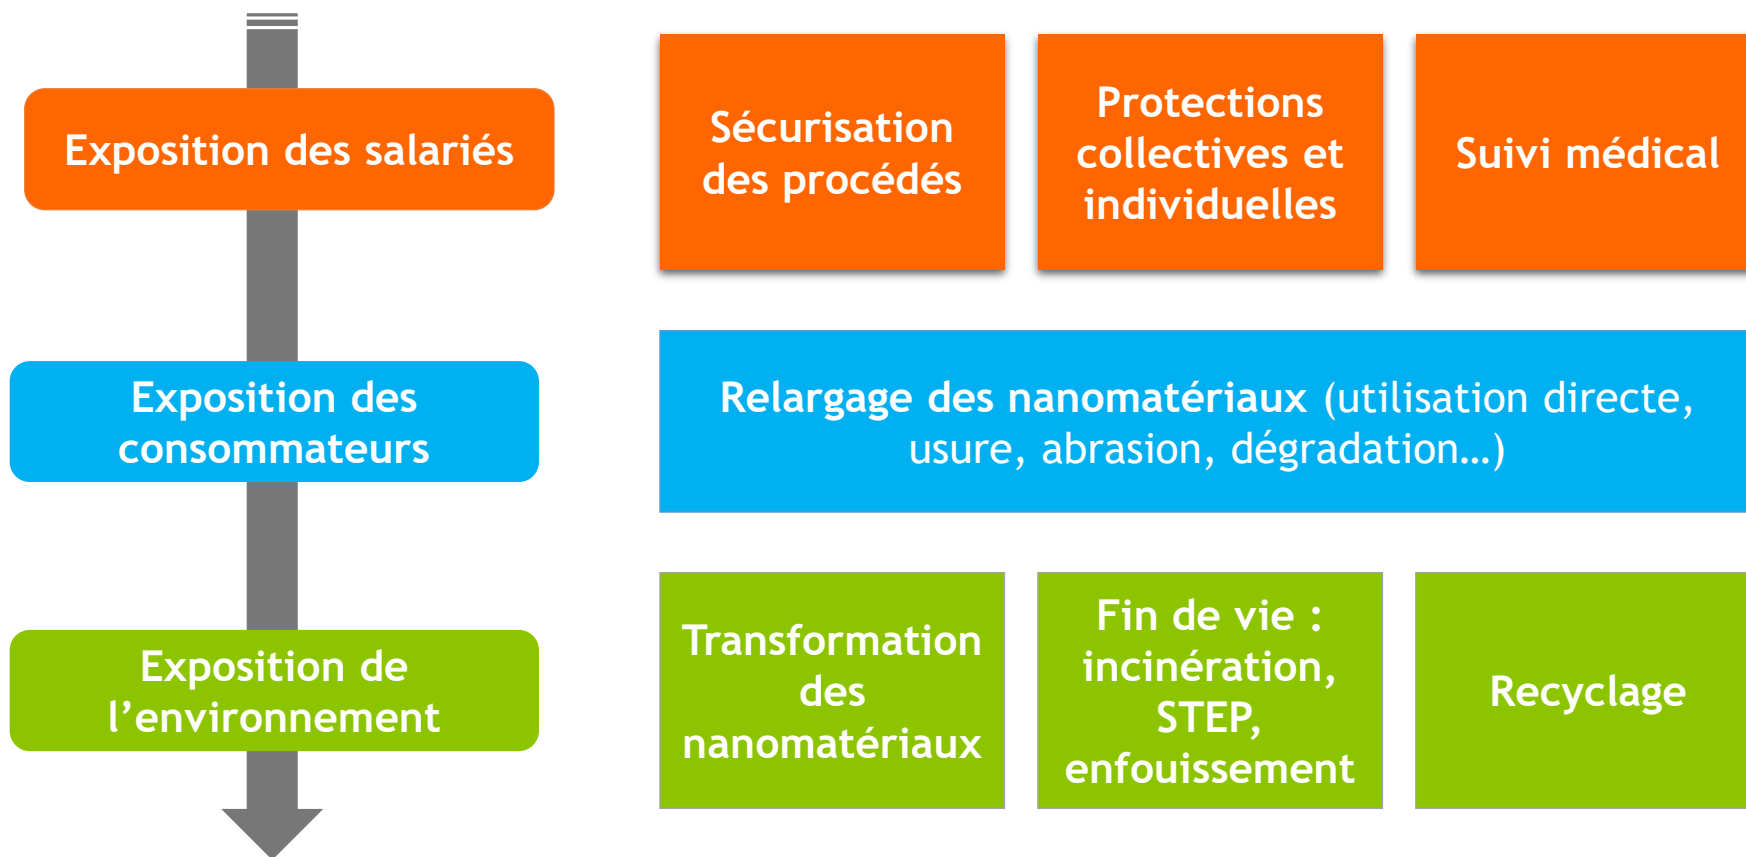 Exposition des salariés
Sécurisation
des procédés
Protections
collectives et
individuelles
Suivi médical
Exposition des
consommateurs
Relargage des nanomatériaux (utilisation directe,
usure, abrasion, dégradation…)
Exposition de
l’environnement
Transformation
des
nanomatériaux
Fin de vie :
incinération,
STEP,
enfouissement
Recyclage